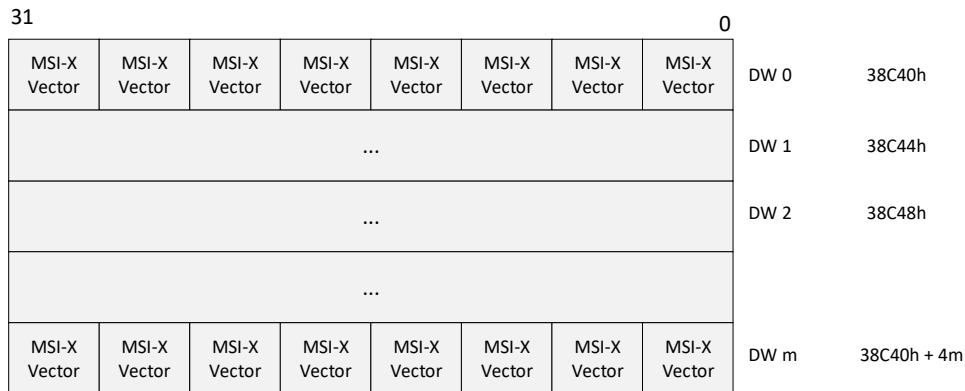 31 0
MSI-X MSI-X MSI-X MSI-X MSI-X MSI-X MSI-X MSI-X
Vector Vector Vector Vector Vector Vector Vector Vector
DW 0 38C40h
... DW 1 38C44h
... DW 2 38C48h
...
MSI-X MSI-X MSI-X MSI-X MSI-X MSI-X MSI-X MSI-X
Vector Vector Vector Vector Vector Vector Vector Vector
DW m 38C40h + 4m